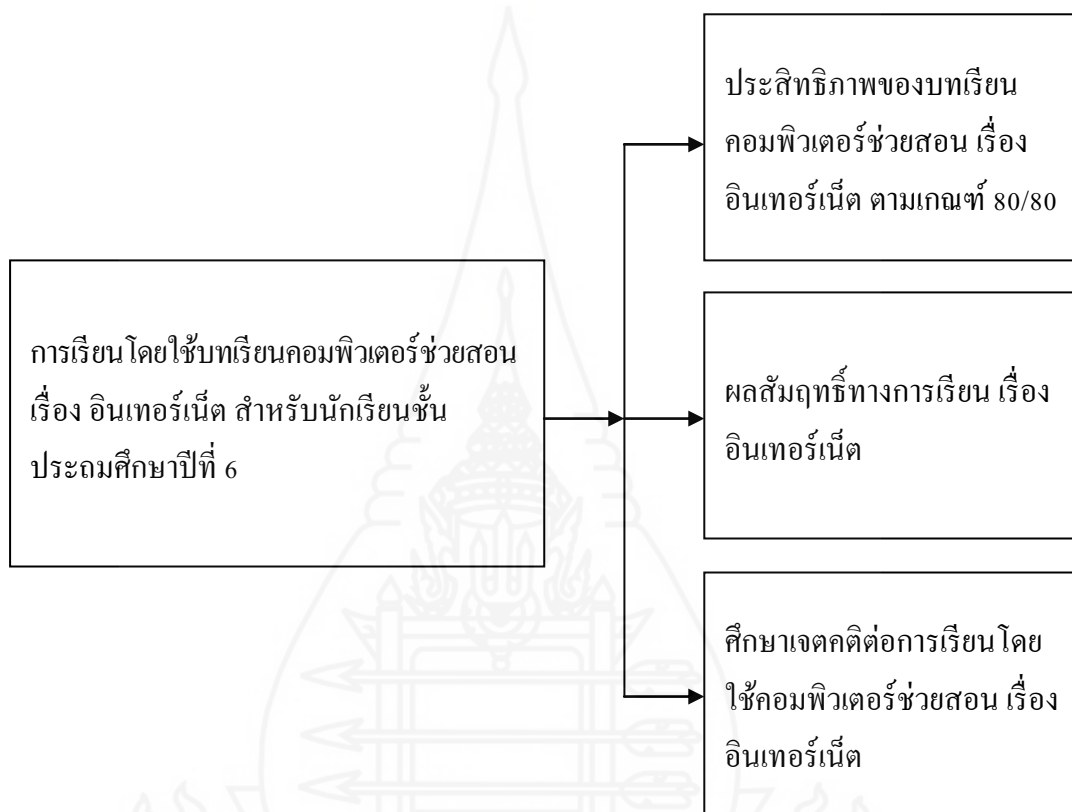 การเรียนโดยใช้บทเรียนคอมพิวเตอร์ช่วยสอน
เรื่อง อินเทอร์เน็ต สำหรับนักเรียนชั้น
ประถมศึกษาปีที่ 6
ประสิทธิภาพของบทเรียน
คอมพิวเตอร์ช่วยสอน เรื่อง
อินเทอร์เน็ต ตามเกณฑ์ 80/80
ผลสัมฤทธิ์ทางการเรียน เรื่อง
อินเทอร์เน็ต
ศึกษาเจตคติต่อการเรียนโดย
ใช้คอมพิวเตอร์ช่วยสอน เรื่อง
อินเทอร์เน็ต